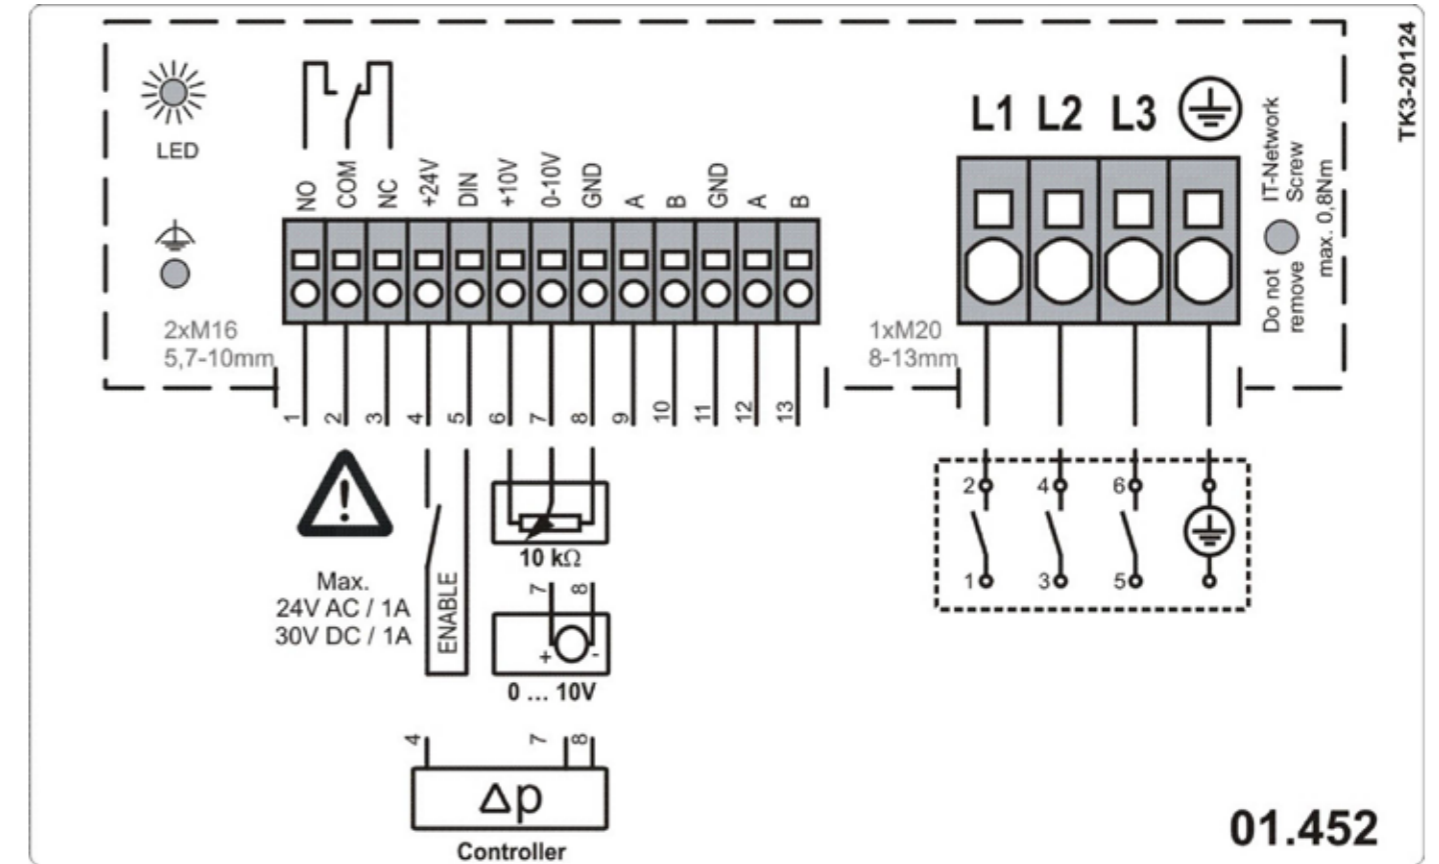 TK3-20124
LED
NO
COM
NC
+24V
DIN
+10V
0-10V
GND
A
B
GND
A
B
L1 L2 L3
IT-Network
Screw
Do not
remove
max. 0,8Nm
2xM16
5,7-10mm
1xM20
8-13mm
1
2
3
4
5
6
7
8
9
10
11
12
13
2 4 6
1 3 5
Max.
24V AC / 1A
30V DC / 1A
ENABLE
10 kΩ
7 8
+ -
0 ... 10V
4 7 8
Δp
Controller
01.452